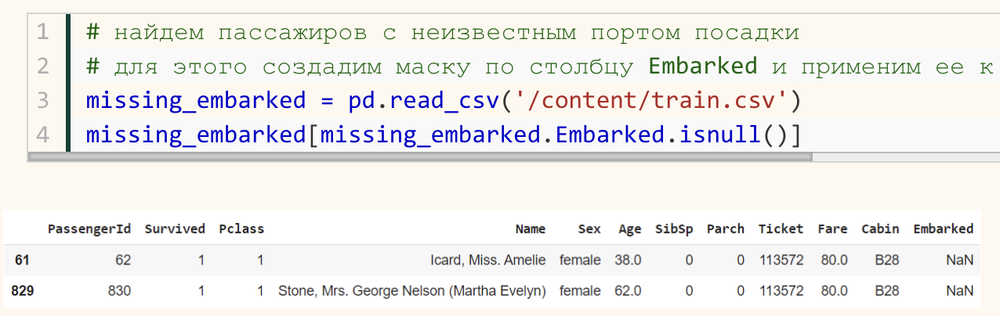 1 # найдем пассажиров с неизвестным портом посадки
2 # для этого создадим маску по столбцу Embarked и применим ее к
3 missing_embarked = pd.read_csv('/content/train.csv')
4 missing_embarked[missing_embarked.Embarked.isnull()]
PassengerId Survived Pclass Name Sex Age SibSp Parch Ticket Fare Cabin Embarked
61 62 1 1 Icard, Miss. Amelie female 38.0 0 0 113572 80.0 B28 NaN
829 830 1 1 Stone, Mrs. George Nelson (Martha Evelyn) female 62.0 0 0 113572 80.0 B28 NaN